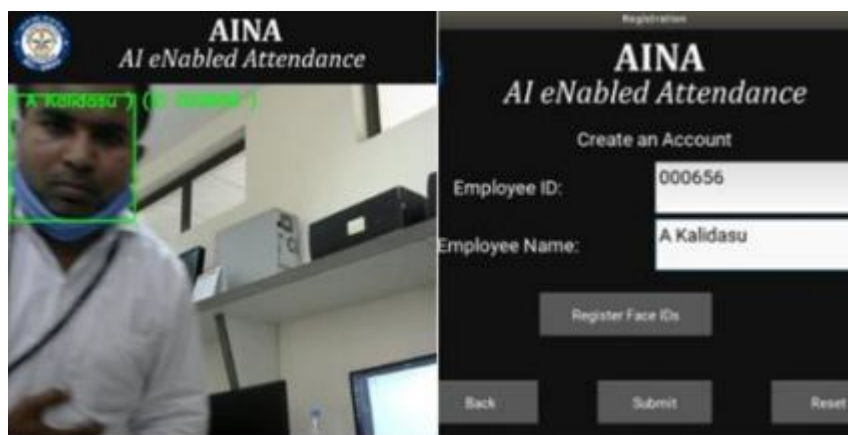 AINA
AI eNabled Attendance
A Kalidasu
Registration
AINA
AI eNabled Attendance
Create an Account
Employee ID:
000656
Employee Name:
A Kalidasu
Register Face IDs
Back
Submit
Reset